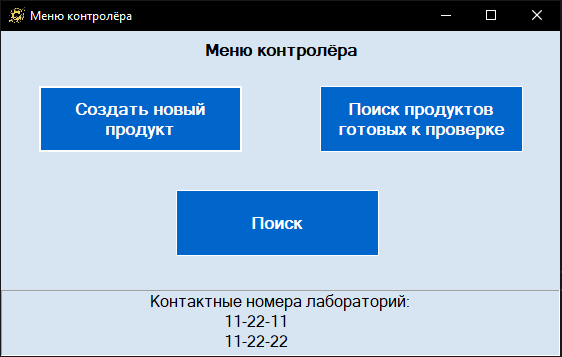 Меню контролёра
Меню контролёра
Создать новый
продукт
Поиск продуктов
готовых к проверке
Поиск
Контактные номера лабораторий:
11-22-11
11-22-22